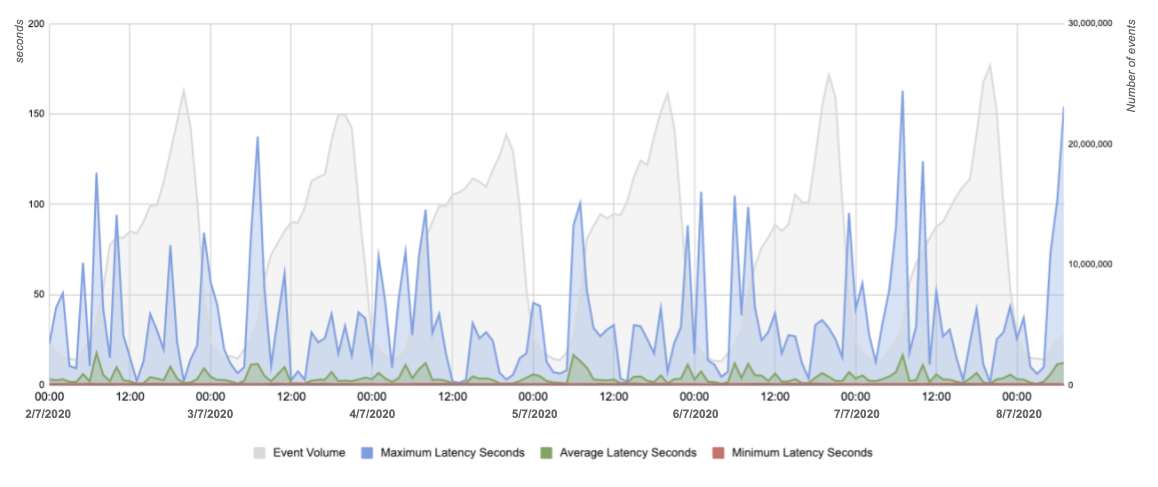 200
30,000,000
seconds
Number of events
150
20,000,000
100
10,000,000
50
0
0
00:00 12:00 00:00 12:00 00:00 12:00 00:00 12:00 00:00 12:00 00:00 12:00 00:00
2/7/2020 3/7/2020 4/7/2020 5/7/2020 6/7/2020 7/7/2020 8/7/2020
Event Volume Maximum Latency Seconds Average Latency Seconds Minimum Latency Seconds